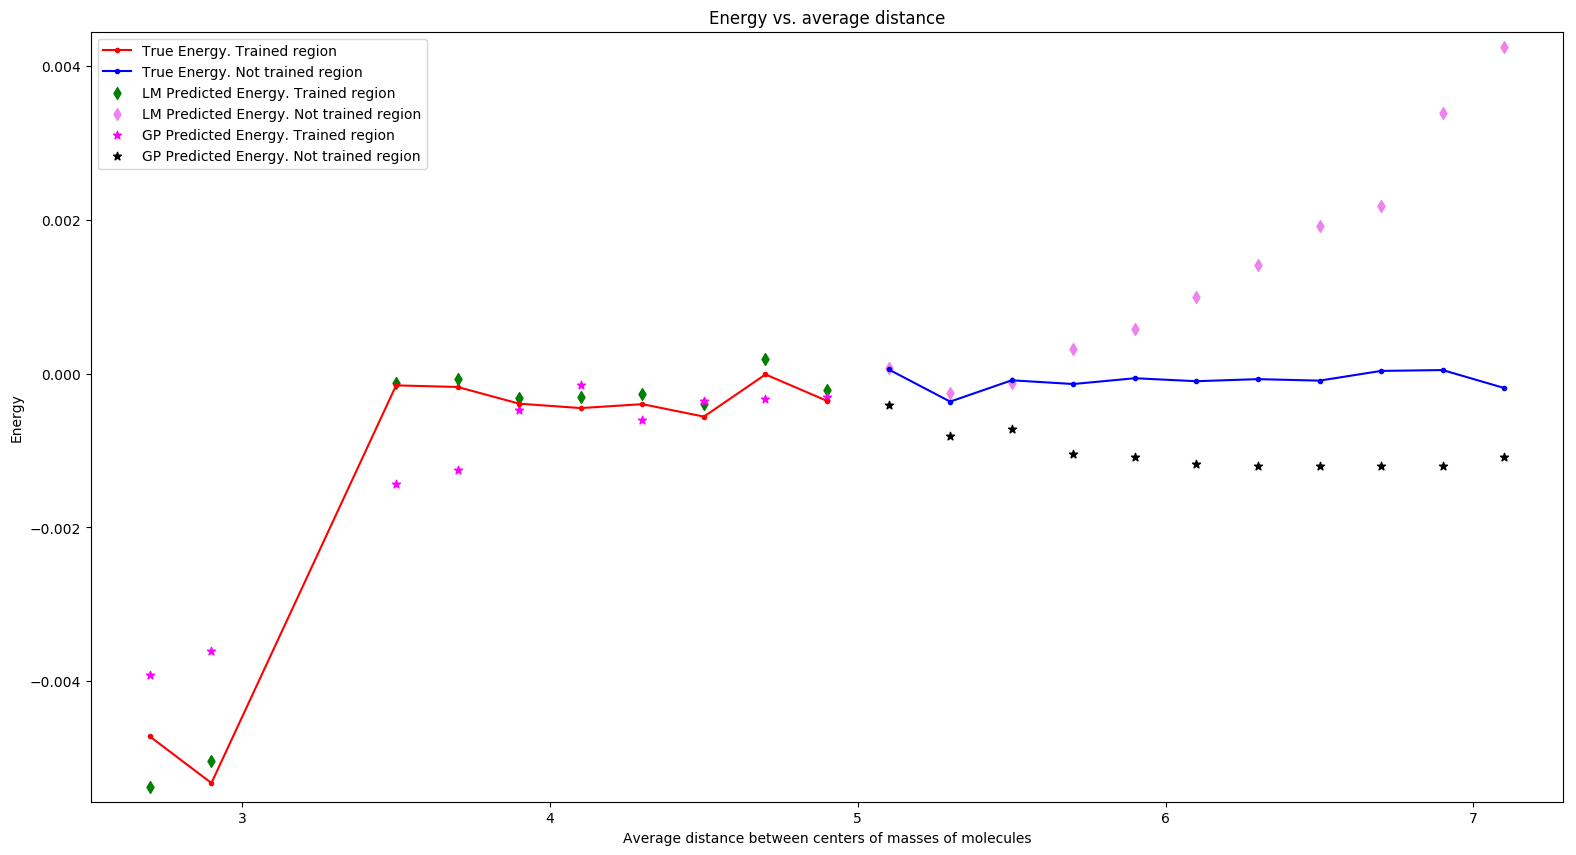 Energy vs. average distance
True Energy. Trained region
True Energy. Not trained region
LM Predicted Energy. Trained region
LM Predicted Energy. Not trained region
GP Predicted Energy. Trained region
GP Predicted Energy. Not trained region
0.004
0.002
0.000
−0.002
−0.004
Energy
3 4 5 6 7
Average distance between centers of masses of molecules